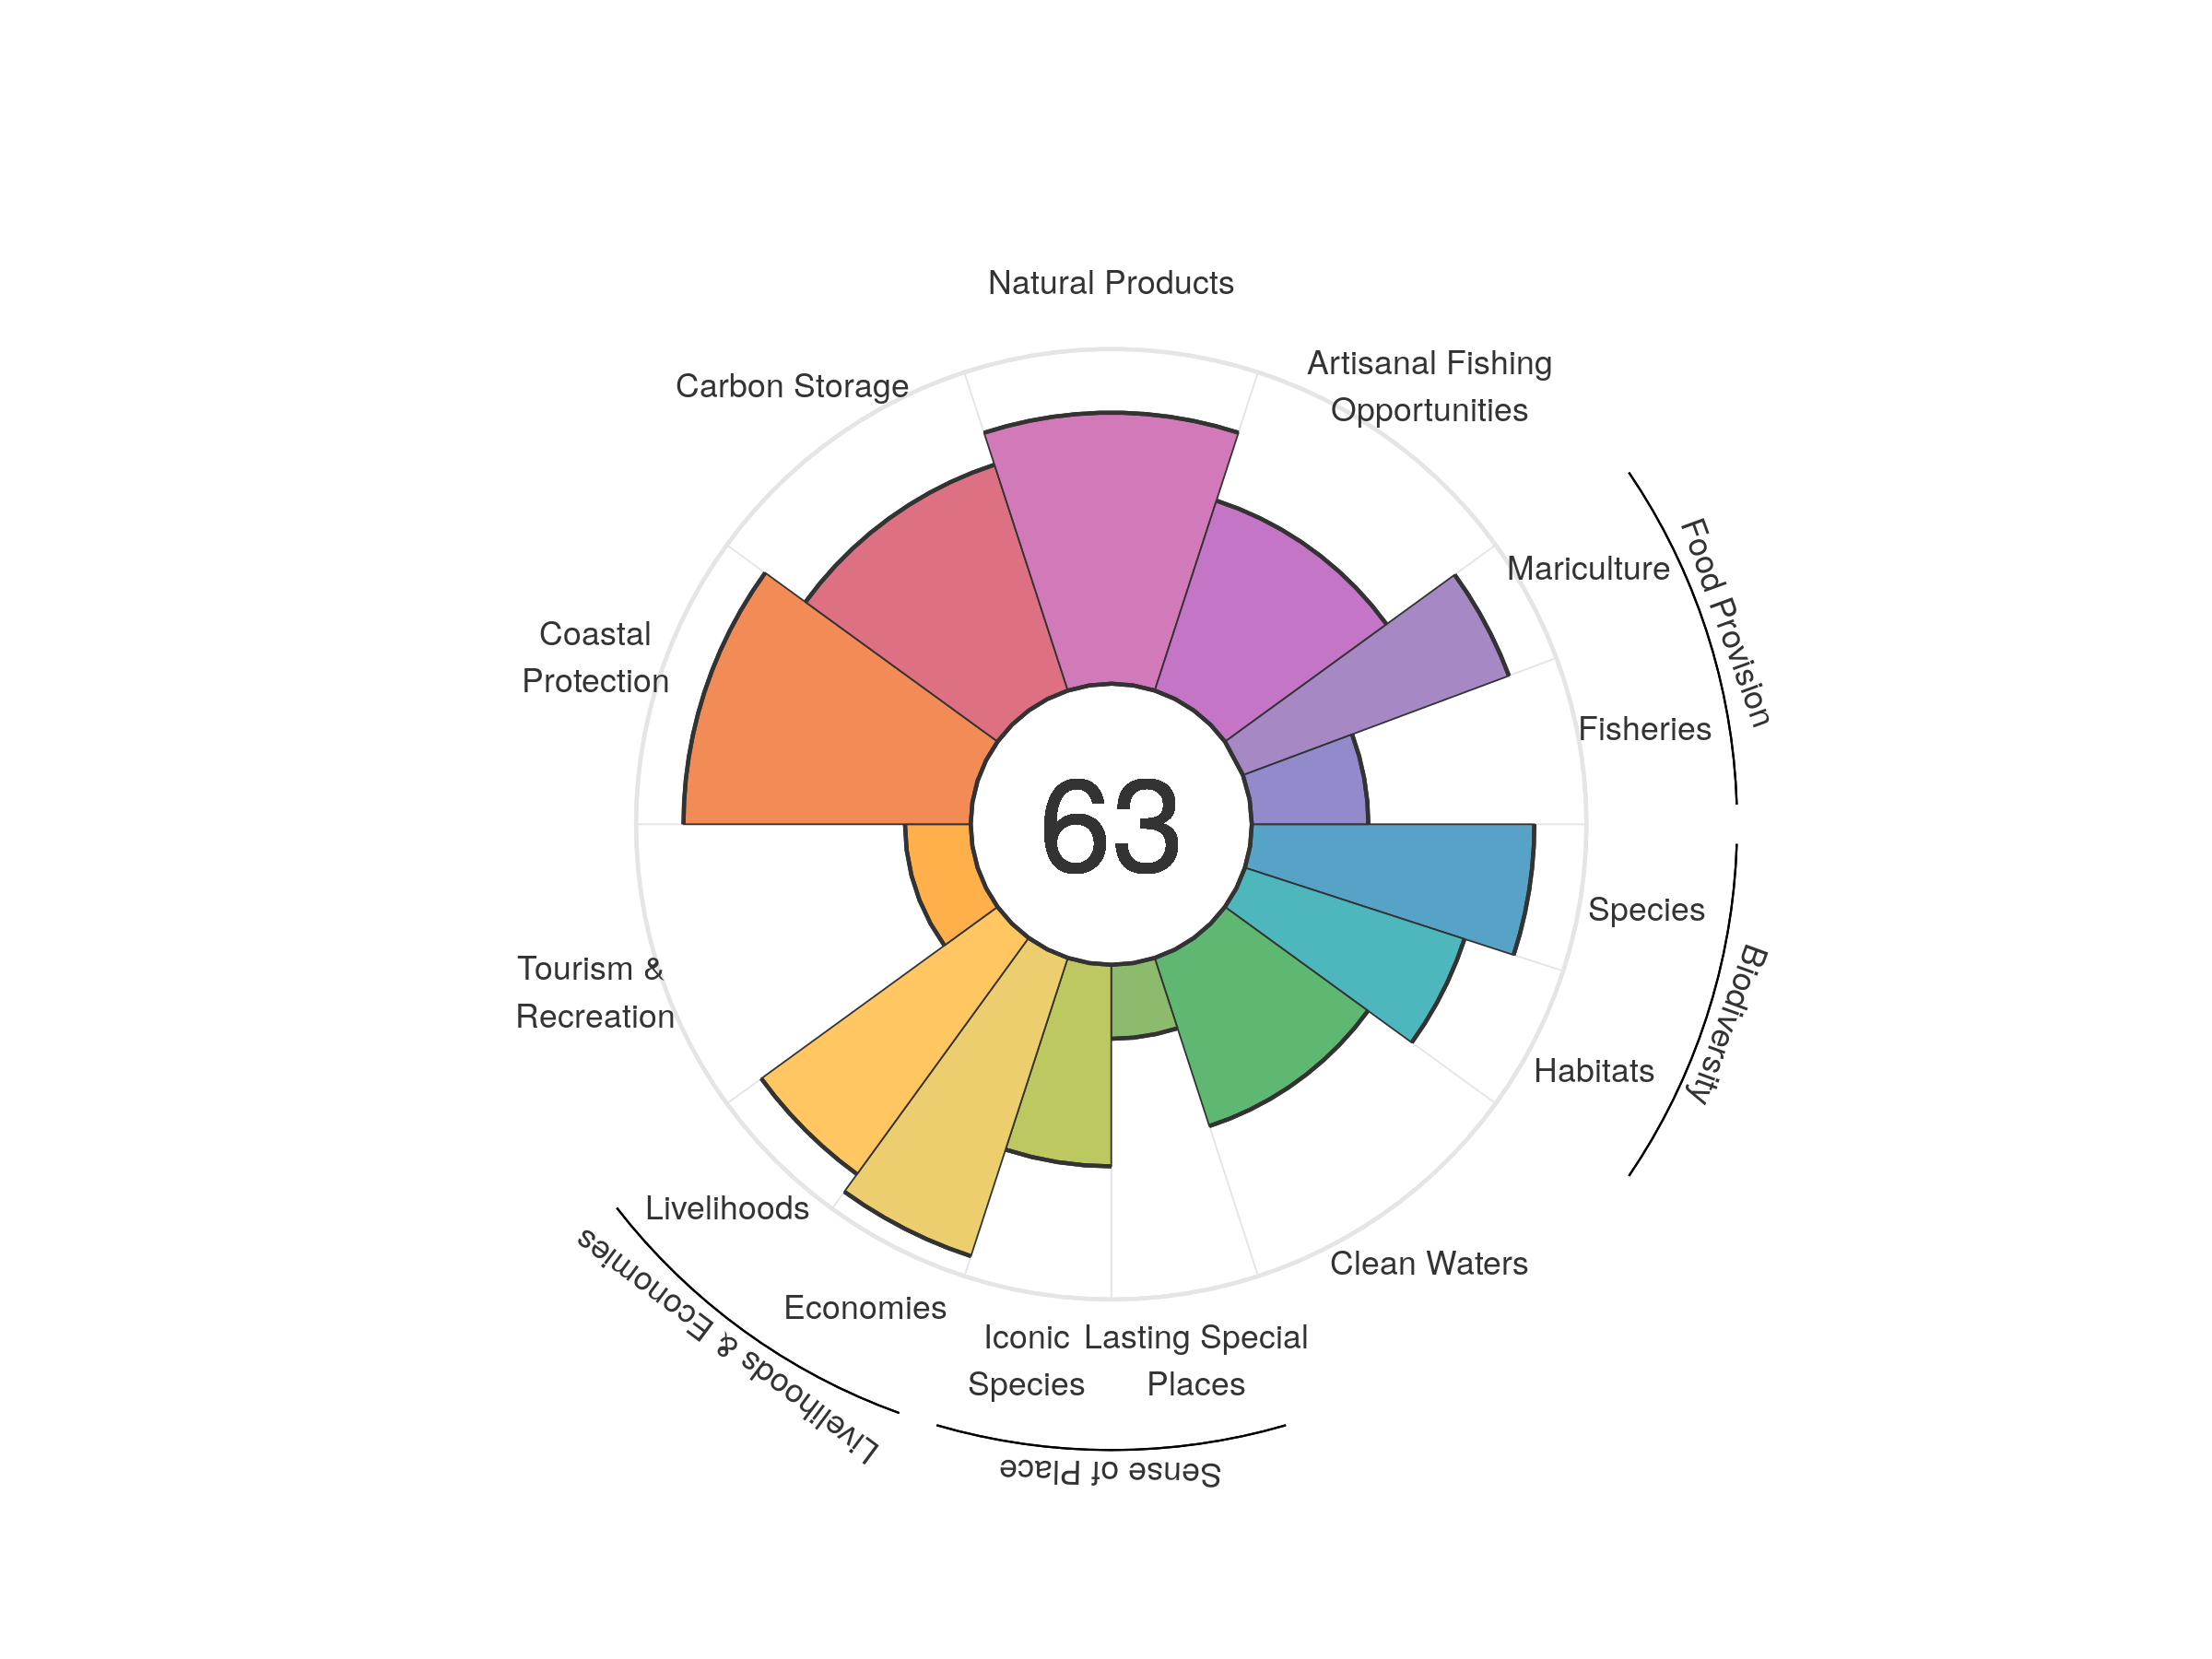 Natural Products
Carbon Storage
Artisanal Fishing
Opportunities
Mariculture
Food Provision
Coastal
Protection
Fisheries
63
Species
Biodiversity
Tourism &
Recreation
Habitats
Livelihoods
Clean Waters
Economies
Livelihoods & Economies
Iconic
Species
Lasting Special
Places
Sense of Place